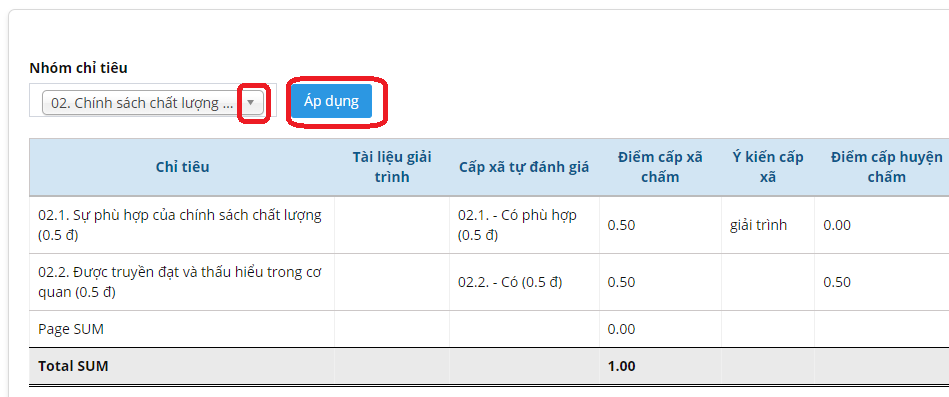 Nhóm chỉ tiêu
02. Chính sách chất lượng ...
Áp dụng
Chỉ tiêu
Tài liệu giải
trình
Cấp xã tự đánh giá
Điểm cấp xã
chấm
Ý kiến cấp
xã
Điểm cấp huyện
chấm
02.1. Sự phù hợp của chính sách chất lượng
(0.5 đ)
02.1. - Có phù hợp
(0.5 đ)
0.50
giải trình
0.00
02.2. Được truyền đạt và thấu hiểu trong cơ
quan (0.5 đ)
02.2. - Có (0.5 đ)
0.50
0.50
Page SUM
0.00
Total SUM
1.00